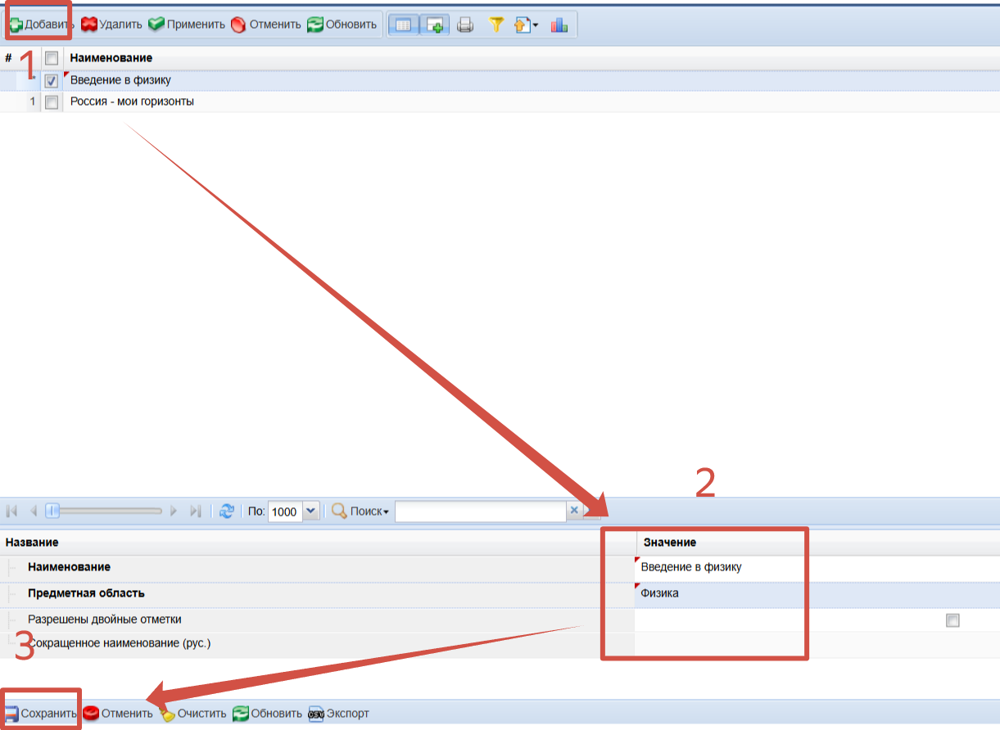 Добавить Удалить Применить Отменить Обновить
# Наименование
1
* Введение в физику
1 Россия - мои горизонты
2
По: 1000 Поиск
Название Значение
Наименование Введение в физику
Предметная область Физика
Разрешены двойные отметки
3
Сокращенное наименование (рус.)
Сохранить Отменить Очистить Обновить CSV Экспорт